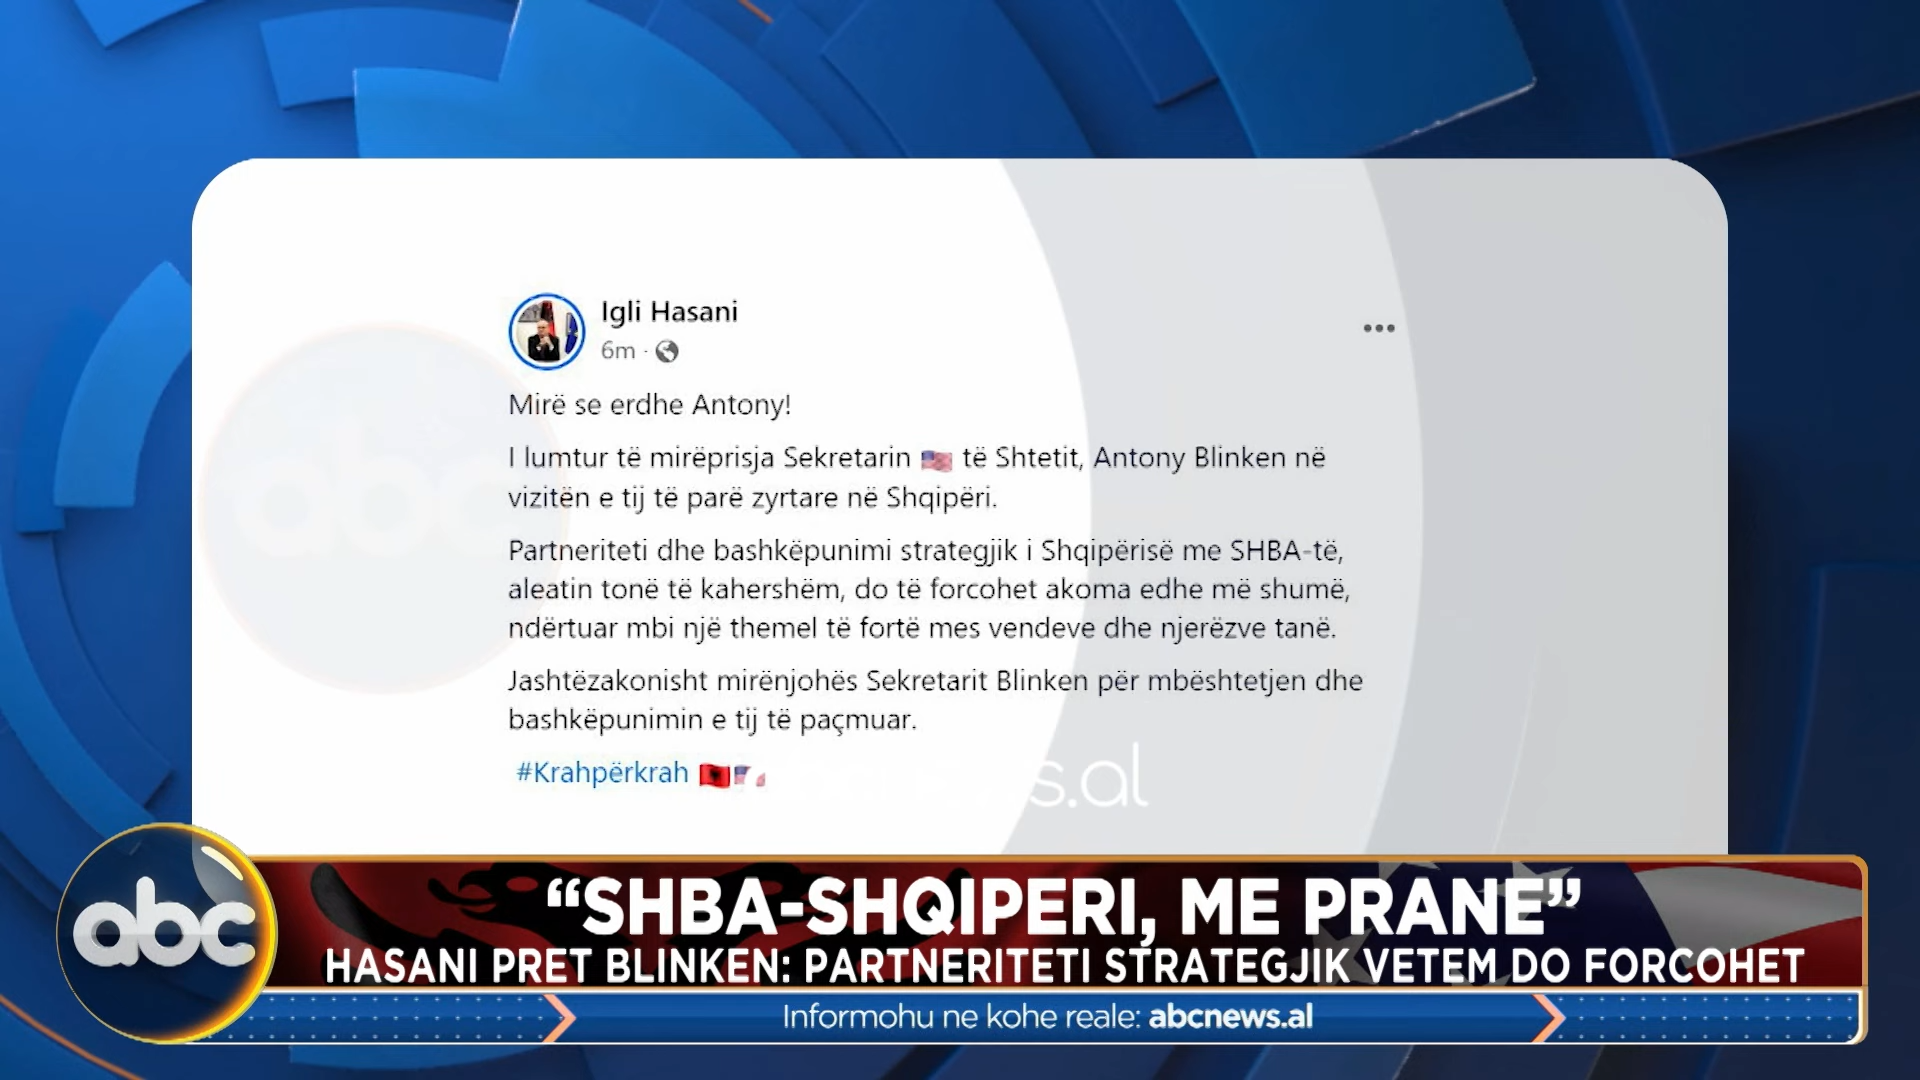 Igli Hasani
6m ·
Mirë se erdhe Antony!
I lumtur të mirëprisja Sekretarin 🇺🇸 të Shtetit, Antony Blinken në
vizitën e tij të parë zyrtare në Shqipëri.
Partneriteti dhe bashkëpunimi strategjik i Shqipërisë me SHBA-të,
aleatin tonë të kahershëm, do të forcohet akoma edhe më shumë,
ndërtuar mbi një themel të fortë mes vendeve dhe njerëzve tanë.
Jashtëzakonisht mirënjohës Sekretarit Blinken për mbështetjen dhe
bashkëpunimin e tij të paçmuar.
#Krahpërkrah 🇦🇱🇺🇸
abcnews.al
abc
abc
“SHBA-SHQIPERI, ME PRANE”
HASANI PRET BLINKEN: PARTNERITETI STRATEGJIK VETEM DO FORCOHET
Informohu ne kohe reale: abcnews.al